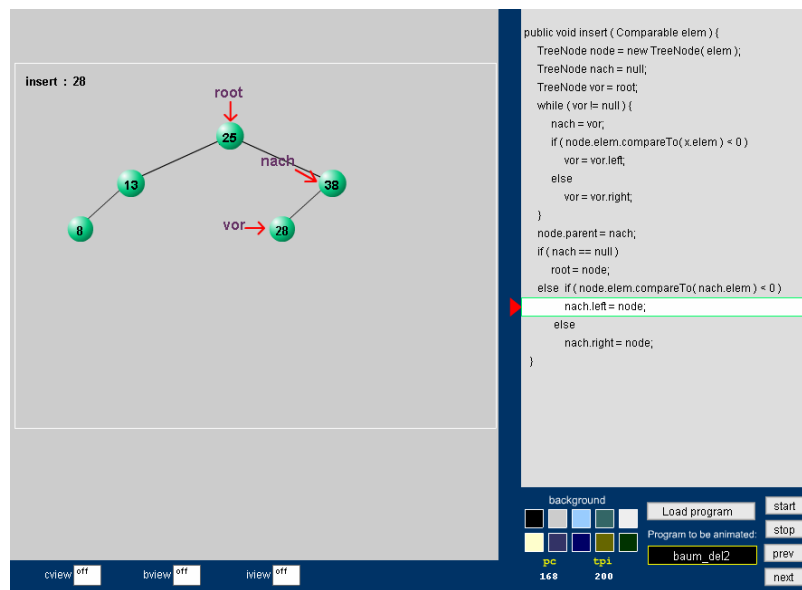 insert : 28
root
25
nach
13
38
8
vor
28
public void insert ( Comparable elem ) {
TreeNode node = new TreeNode( elem );
TreeNode nach = null;
TreeNode vor = root;
while ( vor != null ) {
nach = vor;
if ( node.elem.compareTo( x.elem ) < 0 )
vor = vor.left;
else
vor = vor.right;
}
node.parent = nach;
if ( nach == null )
root = node;
else if ( node.elem.compareTo( nach.elem ) < 0 )
nach.left = node;
else
nach.right = node;
}
background
Load program
Program to be animated:
baum_del2
pc tpi
168 200
start
stop
prev
next
cview off bview off iview off